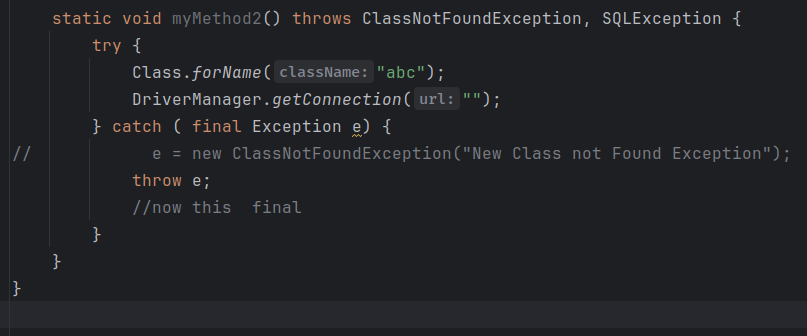 static void myMethod2() throws ClassNotFoundException, SQLException {
try {
Class.forName( className: "abc");
DriverManager.getConnection( url: "");
} catch ( final Exception e) {
// e = new ClassNotFoundException("New Class not Found Exception");
throw e;
//now this  final
}
}
}